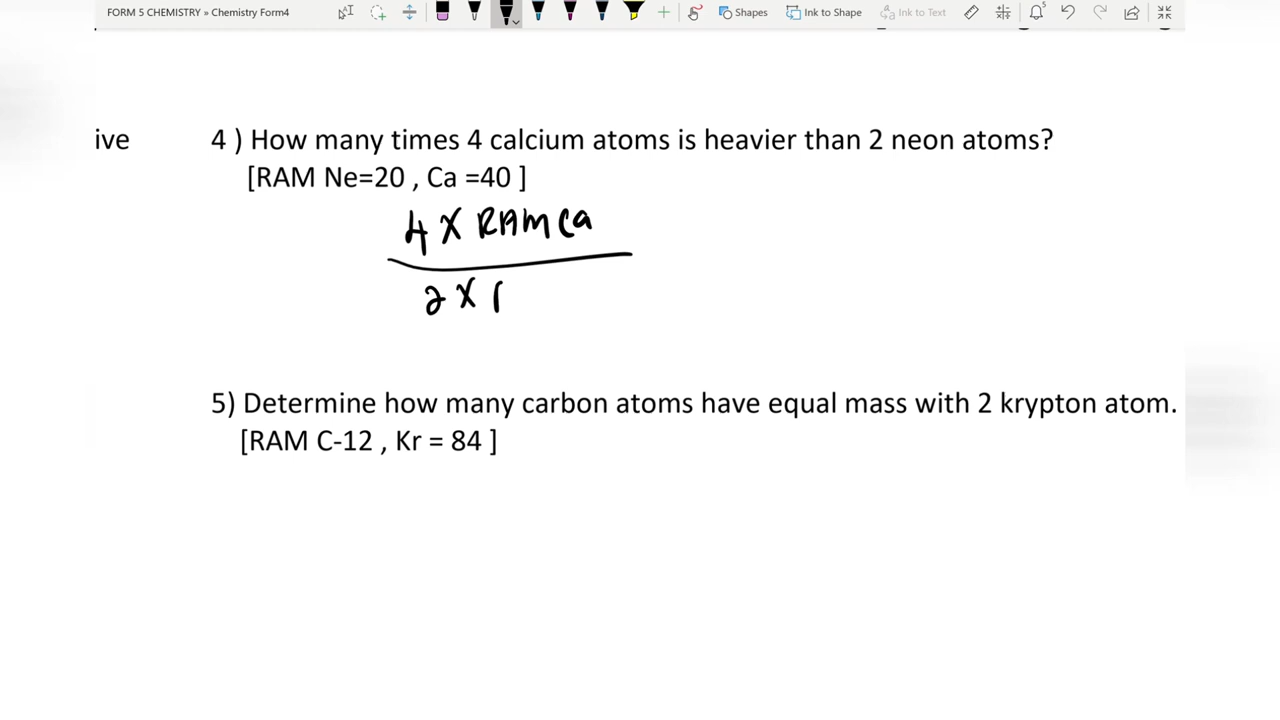 FORM 5 CHEMISTRY » Chemistry Form4
Shapes
Ink to Shape
Ink to Text
ive
4 ) How many times 4 calcium atoms is heavier than 2 neon atoms?
[RAM Ne=20 , Ca =40 ]
4 X RAM Ca
2 X
5) Determine how many carbon atoms have equal mass with 2 krypton atom.
[RAM C-12 , Kr = 84 ]